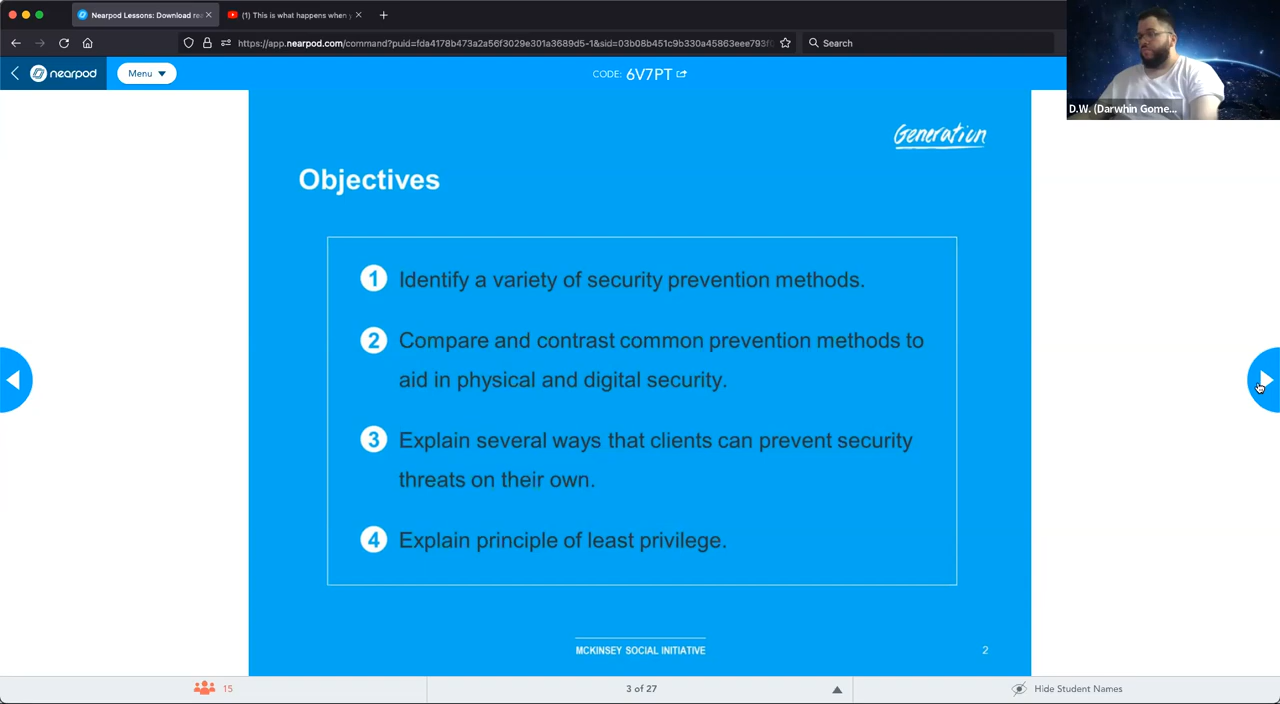 Nearpod Lessons: Download rea
(1) This is what happens when y
https://app.nearpod.com/command?puid=fda4178b473a2a56f3029e301a3689d5-1&sid=03b08b451c9b330a45863eee793f
Search
nearpod
Menu
CODE: 6V7PT
D.W. (Darwhin Gome...
Generation
Objectives
1 Identify a variety of security prevention methods.
2 Compare and contrast common prevention methods to
aid in physical and digital security.
3 Explain several ways that clients can prevent security
threats on their own.
4 Explain principle of least privilege.
MCKINSEY SOCIAL INITIATIVE
2
15
3 of 27
Hide Student Names